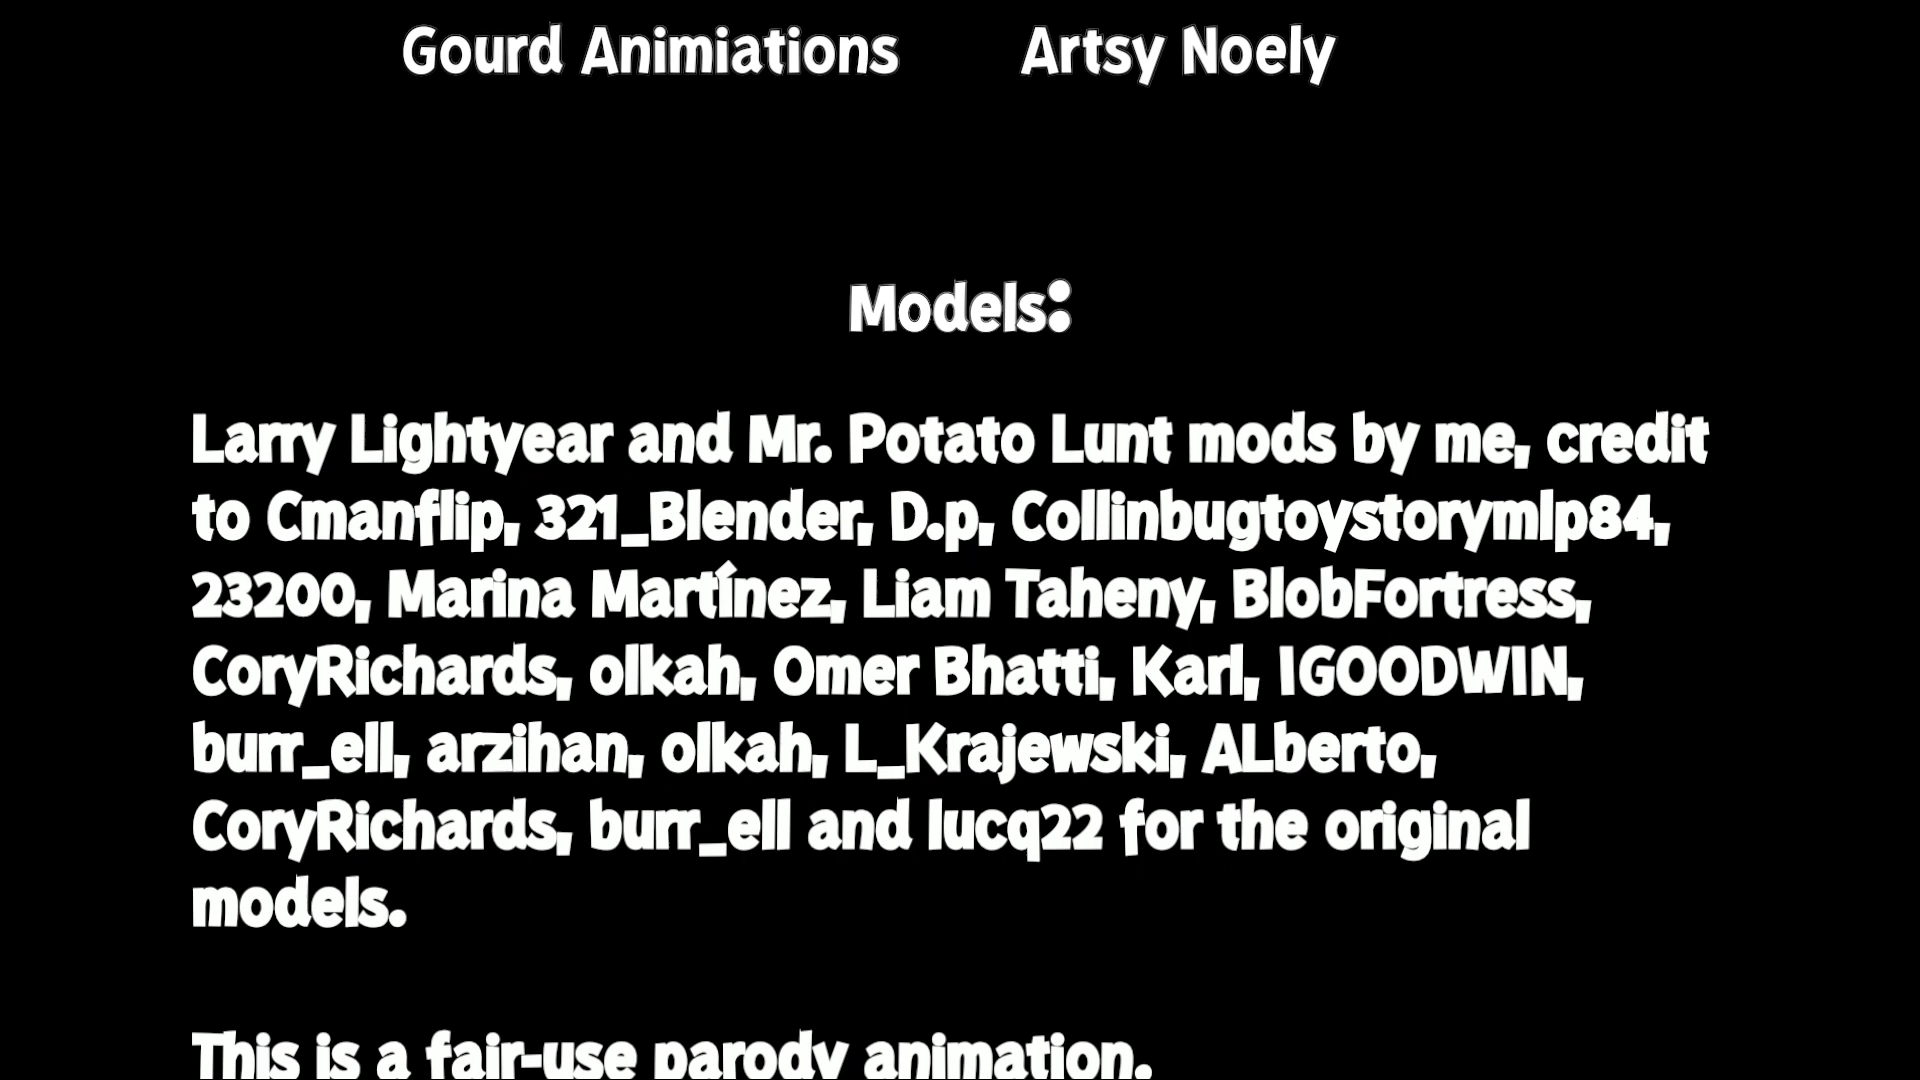 Gourd Animiations Artsy Noely
Models:
Larry Lightyear and Mr. Potato Lunt mods by me, credit
to Cmanflip, 321_Blender, D.p, Collinbugtoystorymlp84,
23200, Marina Martínez, Liam Taheny, BlobFortress,
CoryRichards, olkah, Omer Bhatti, Karl, IGOODWIN,
burr_ell, arzihan, olkah, L_Krajewski, ALberto,
CoryRichards, burr_ell and lucq22 for the original
models.
This is a fair-use parody animation.